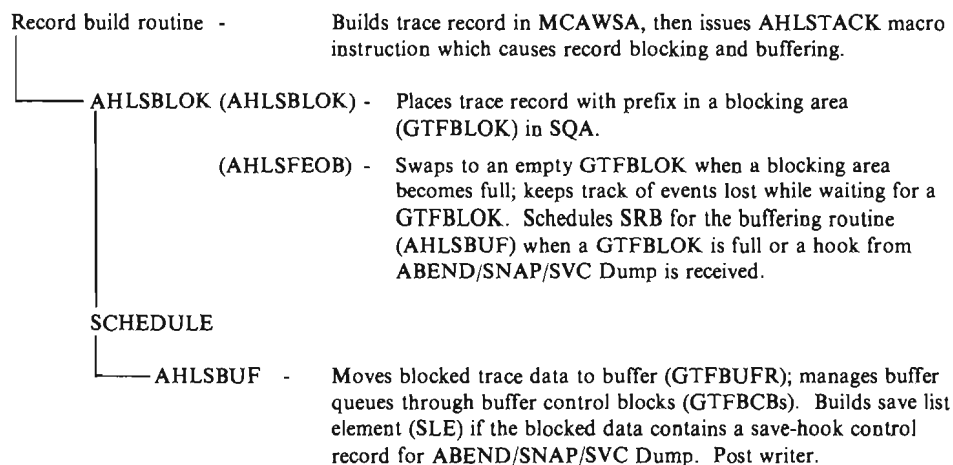 Record build routine - Builds trace record in MCAWSA, then issues AHLSTACK macro
instruction which causes record blocking and buffering.
AHLSBLOK (AHLSBLOK) - Places trace record with prefix in a blocking area
(GTFBLOK) in SQA.
(AHLSFEOB) - Swaps to an empty GTFBLOK when a blocking area
becomes full; keeps track of events lost while waiting for a
GTFBLOK. Schedules SRB for the buffering routine
(AHLSBUF) when a GTFBLOK is full or a hook from
ABEND/SNAP/SVC Dump is received.
SCHEDULE
AHLSBUF - Moves blocked trace data to buffer (GTFBUFR); manages buffer
queues through buffer control blocks (GTFBCBs). Builds save list
element (SLE) if the blocked data contains a save-hook control
record for ABEND/SNAP/SVC Dump. Post writer.